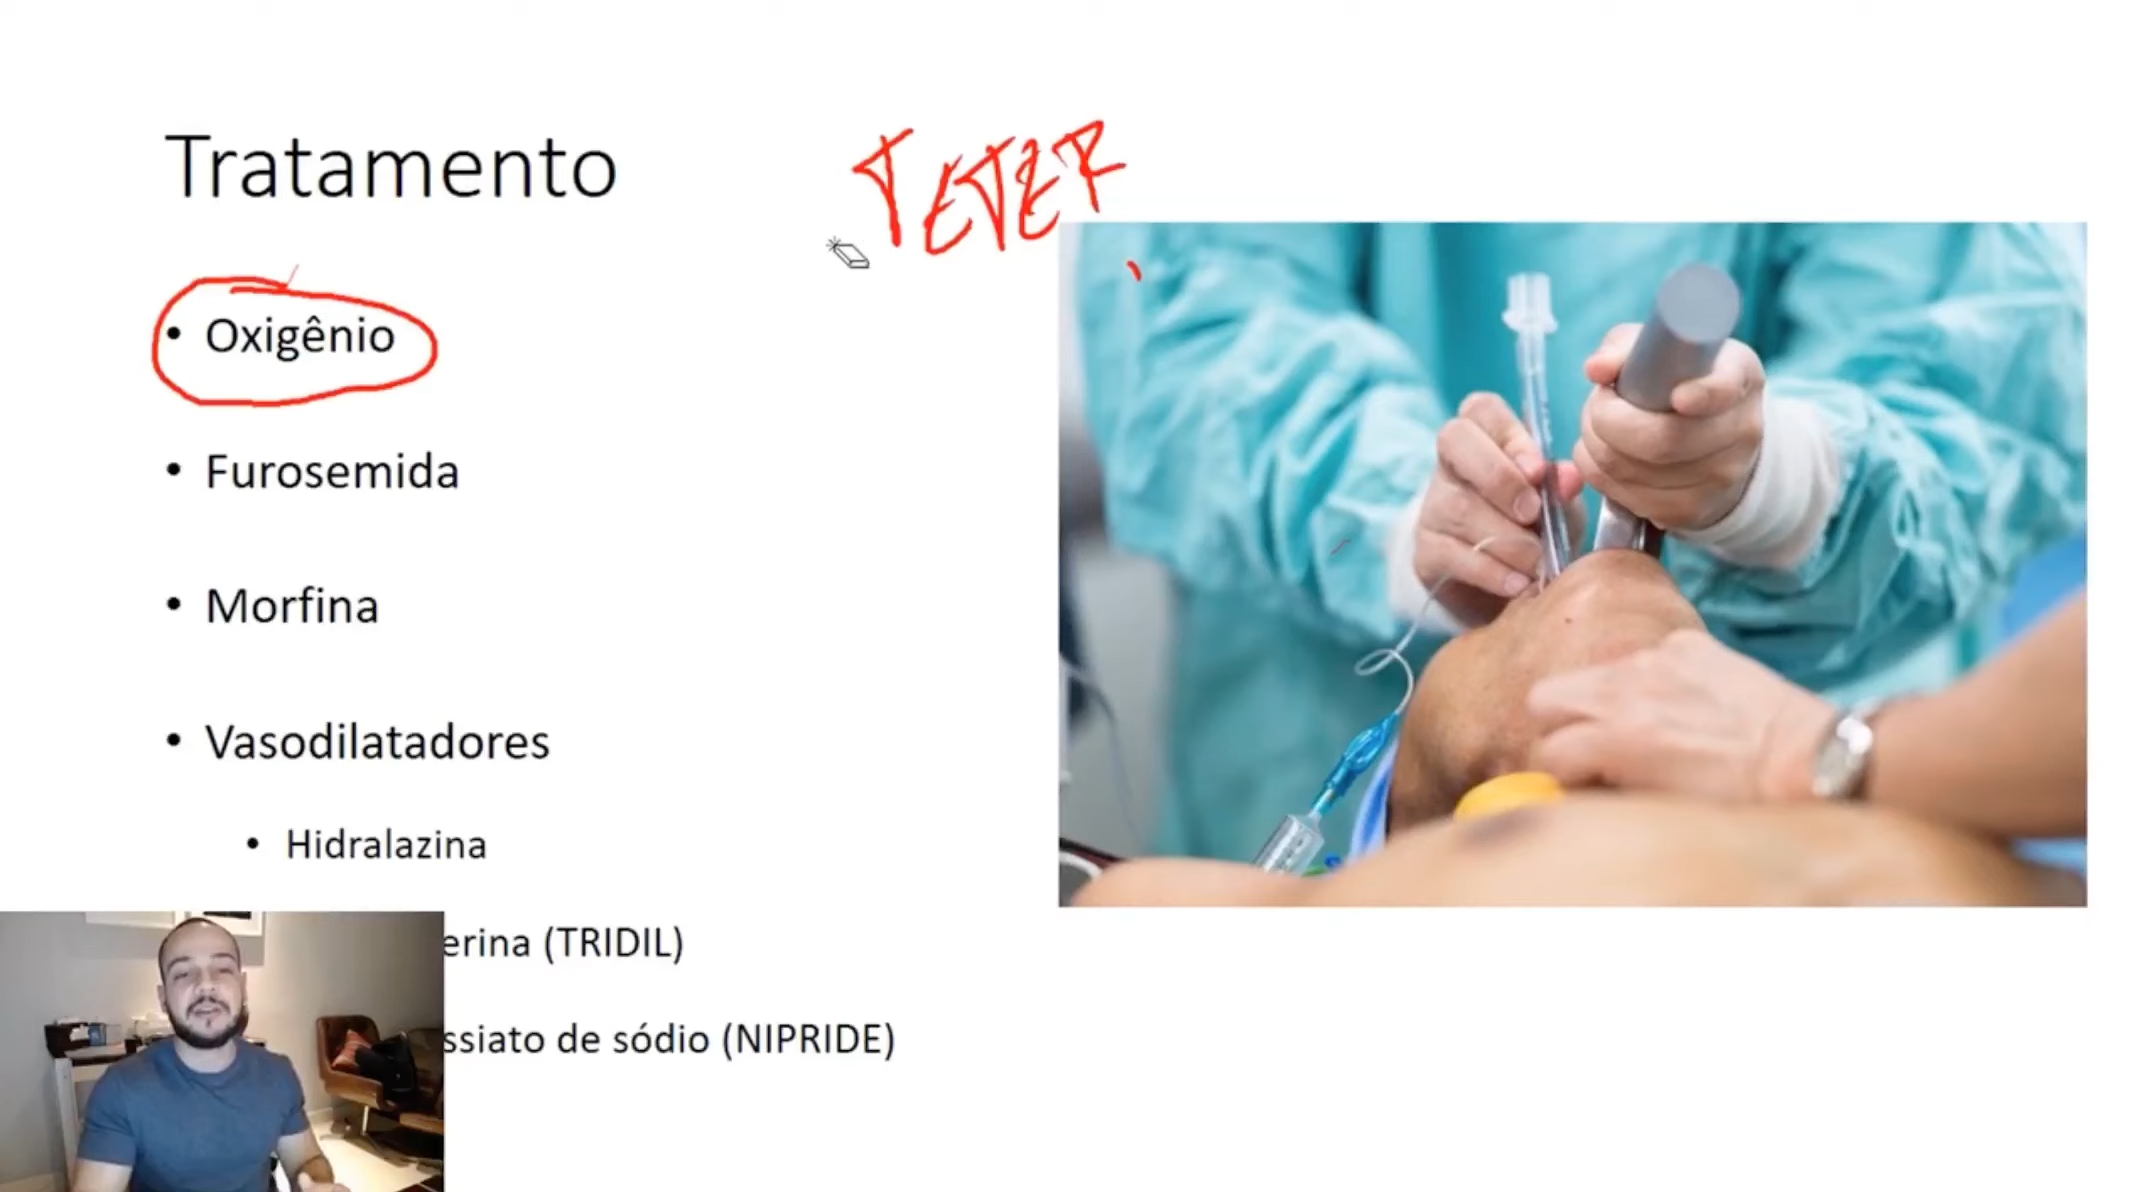 Tratamento
TETER
• Oxigênio
• Furosemida
• Morfina
• Vasodilatadores
• Hidralazina
erina (TRIDIL)
ssiato de sódio (NIPRIDE)